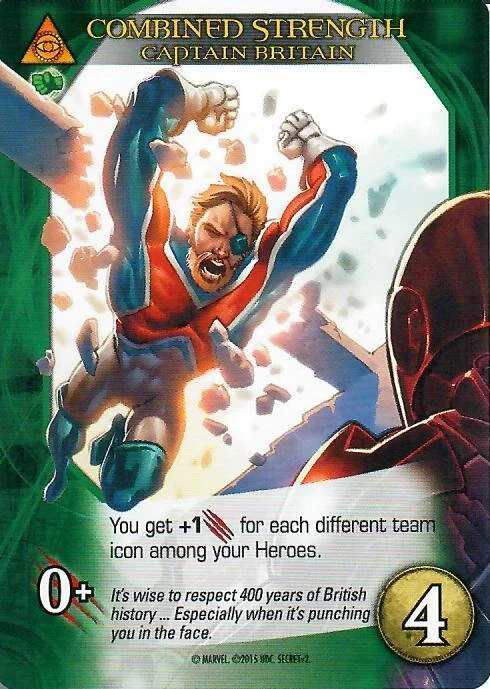 COMBINED STRENGTH
CAPTAIN BRITAIN
You get +1 for each different team
icon among your Heroes.
0+
It's wise to respect 400 years of British
history ... Especially when it's punching
you in the face.
4
© MARVEL. ©2015 UDC. SECRETv2.